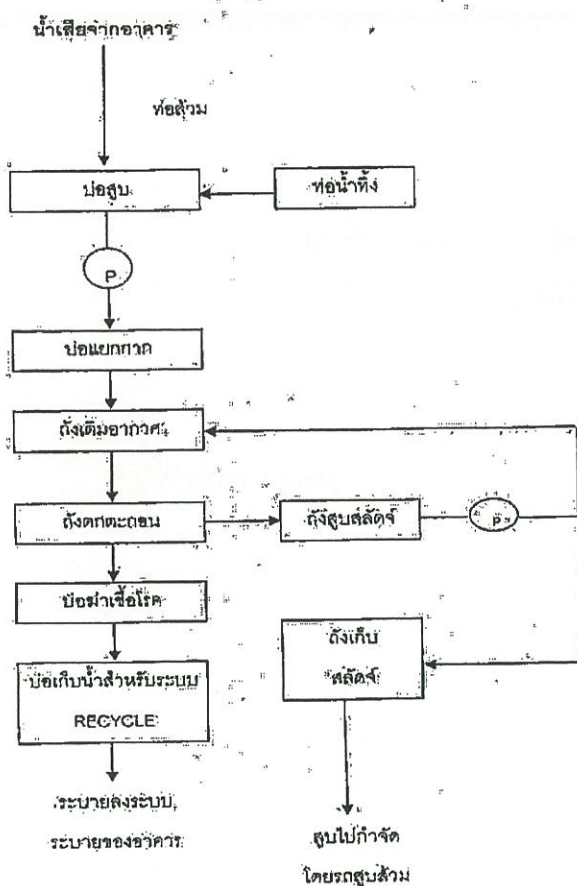 น้ำเสียจากอาคาร
ท่อส้วม
บ่อสูบ
ท่อน้ำทิ้ง
P
บ่อแยกกาก
ถังเติมอากาศ
ถังตกตะกอน
ถังสูบสลัดจ์
P
บ่อฆ่าเชื้อโรค
ถังเก็บ
สลัดจ์
บ่อเก็บน้ำสำหรับระบบ
RECYCLE
ระบายลงระบบ
ระบายของอาคาร
สูบไปกำจัด
โดยรถสูบส้วม